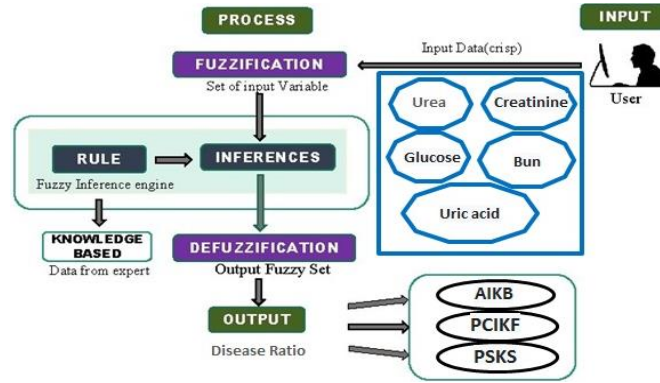 PROCESS
INPUT
Input Data(crisp)
FUZZIFICATION
Set of input Variable
User
Urea
Creatinine
Glucose
Bun
Uric acid
RULE
INFERENCES
Fuzzy Inference engine
KNOWLEDGE
BASED
Data from expert
DEFUZZIFICATION
Output Fuzzy Set
OUTPUT
Disease Ratio
AIKB
PCIKF
PSKS